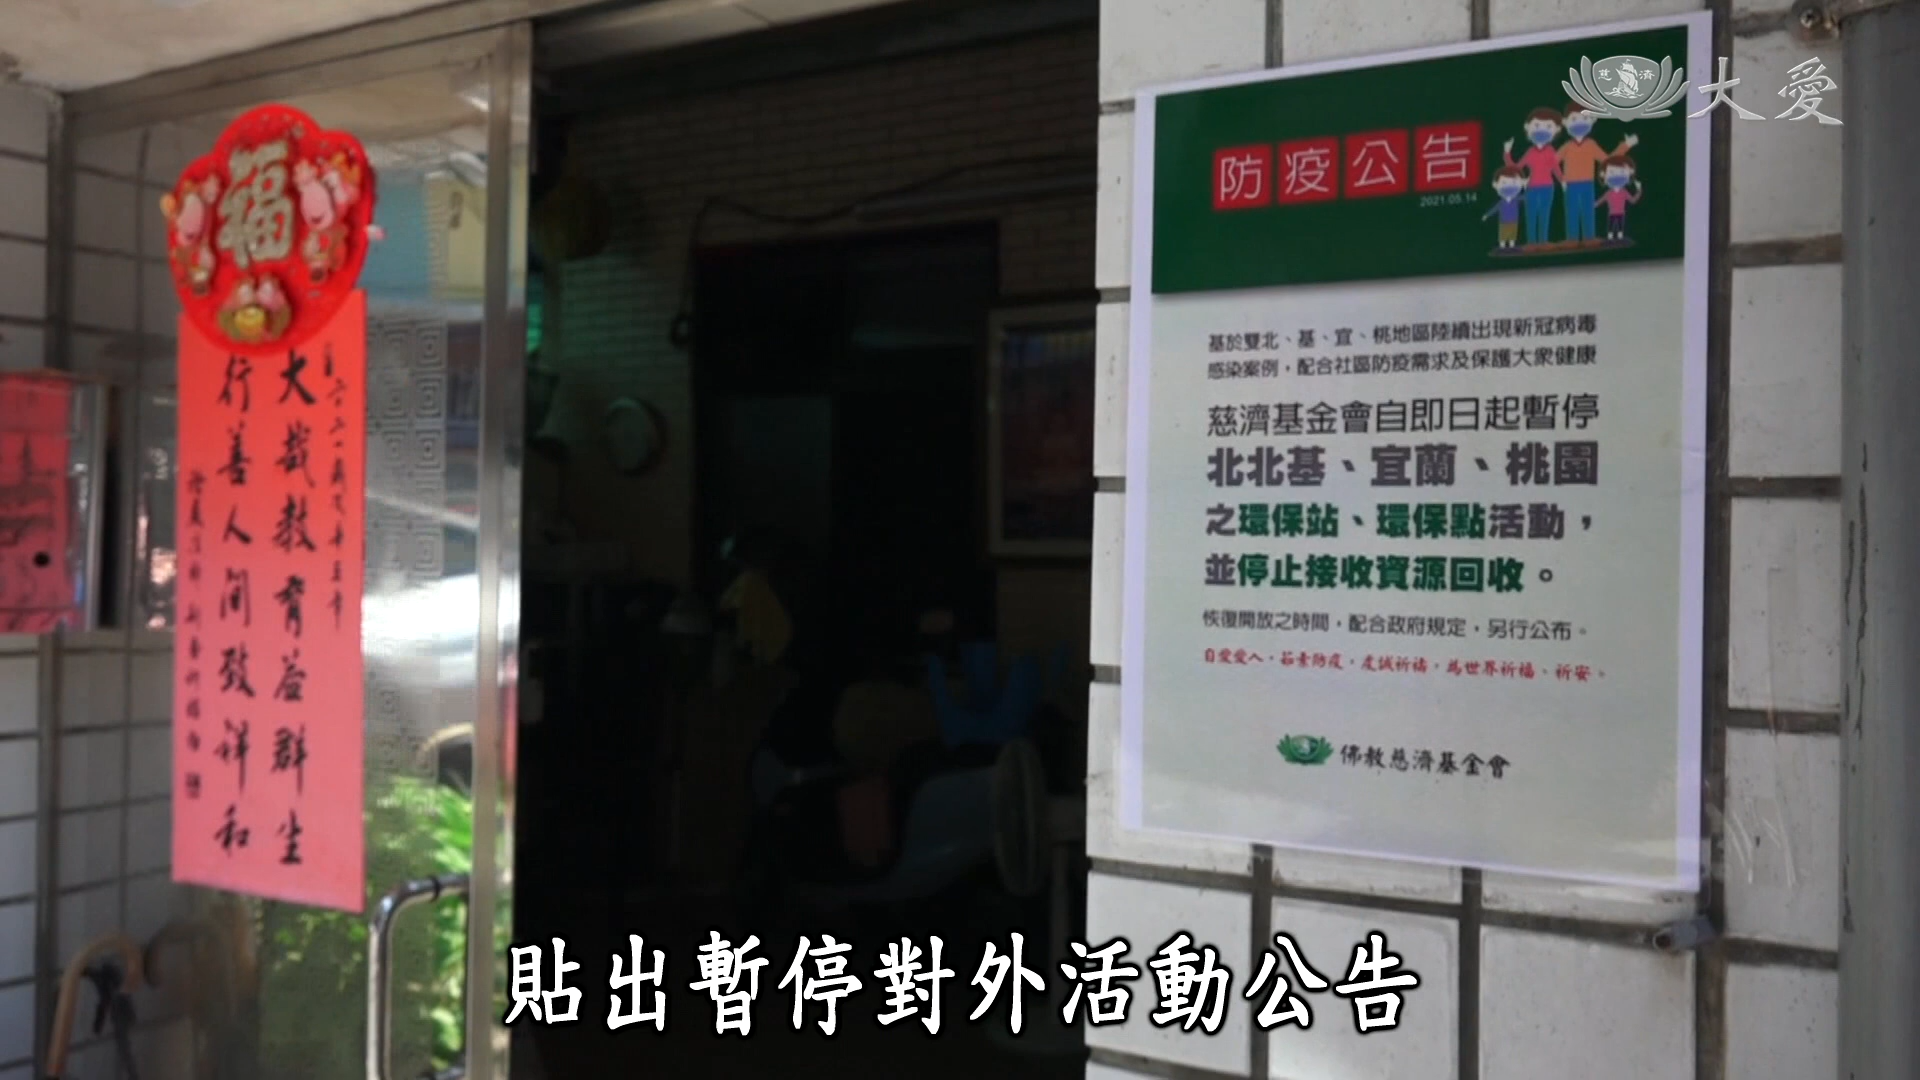 大愛
慈濟
防疫公告
2021.05.14
基於雙北、基、宜、桃地區陸續出現新冠病毒
感染案例，配合社區防疫需求及保護大眾健康
慈濟基金會自即日起暫停
北北基、宜蘭、桃園
之環保站、環保點活動，
並停止接收資源回收。
恢復開放之時間，配合政府規定，另行公布。
自愛愛人，茹素防疫，虔誠祈禱，為世界祈福、祈安。
佛教慈濟基金會
福
大哉教育益群生
行善人間致祥和
貼出暫停對外活動公告